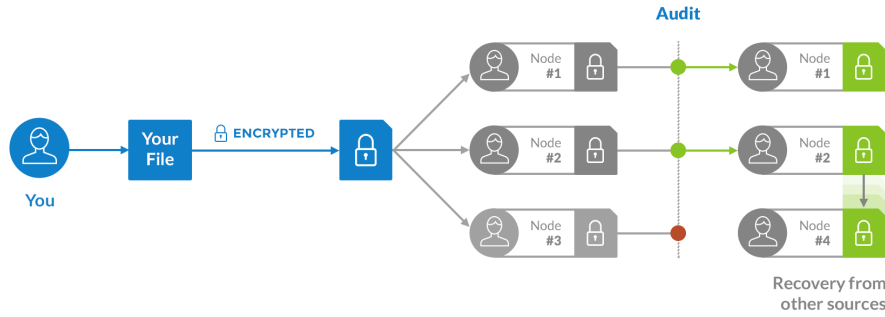 Audit
Node
#1
Node
#1
You
Your
File
ENCRYPTED
Node
#2
Node
#2
Node
#3
Node
#4
Recovery from
other sources